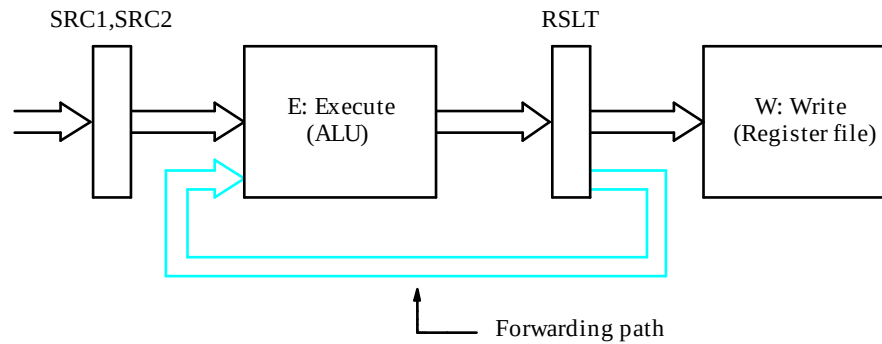 SRC1,SRC2
RSLT
E: Execute
(ALU)
W: Write
(Register file)
Forwarding path